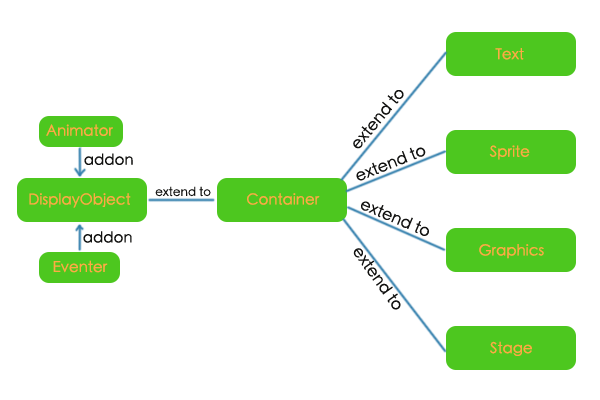 Animator
addon
DisplayObject
addon
Eventer
extend to
Container
extend to
extend to
extend to
extend to
Text
Sprite
Graphics
Stage